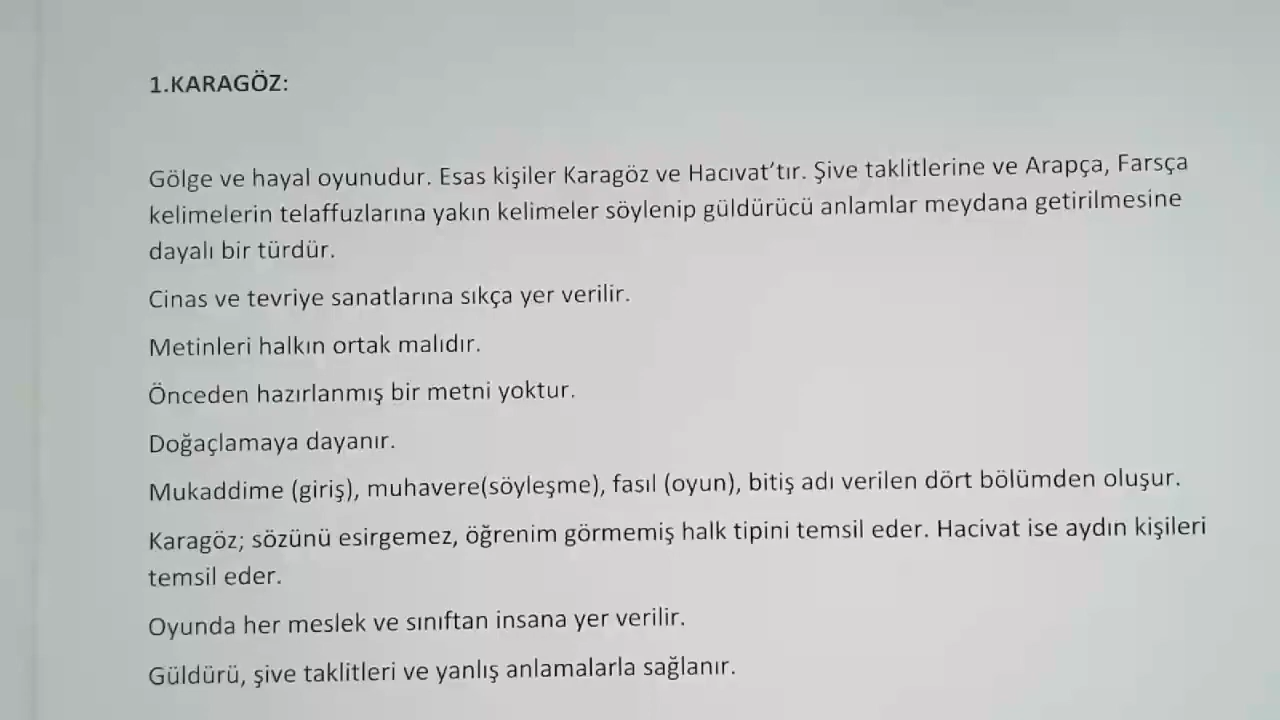 1.KARAGÖZ:
Gölge ve hayal oyunudur. Esas kişiler Karagöz ve Hacıvat’tır. Şive taklitlerine ve Arapça, Farsça
kelimelerin telaffuzlarına yakın kelimeler söylenip güldürücü anlamlar meydana getirilmesine
dayalı bir türdür.
Cinas ve tevriye sanatlarına sıkça yer verilir.
Metinleri halkın ortak malıdır.
Önceden hazırlanmış bir metni yoktur.
Doğaçlamaya dayanır.
Mukaddime (giriş), muhavere(söyleşme), fasıl (oyun), bitiş adı verilen dört bölümden oluşur.
Karagöz; sözünü esirgemez, öğrenim görmemiş halk tipini temsil eder. Hacivat ise aydın kişileri
temsil eder.
Oyunda her meslek ve sınıftan insana yer verilir.
Güldürü, şive taklitleri ve yanlış anlamalarla sağlanır.